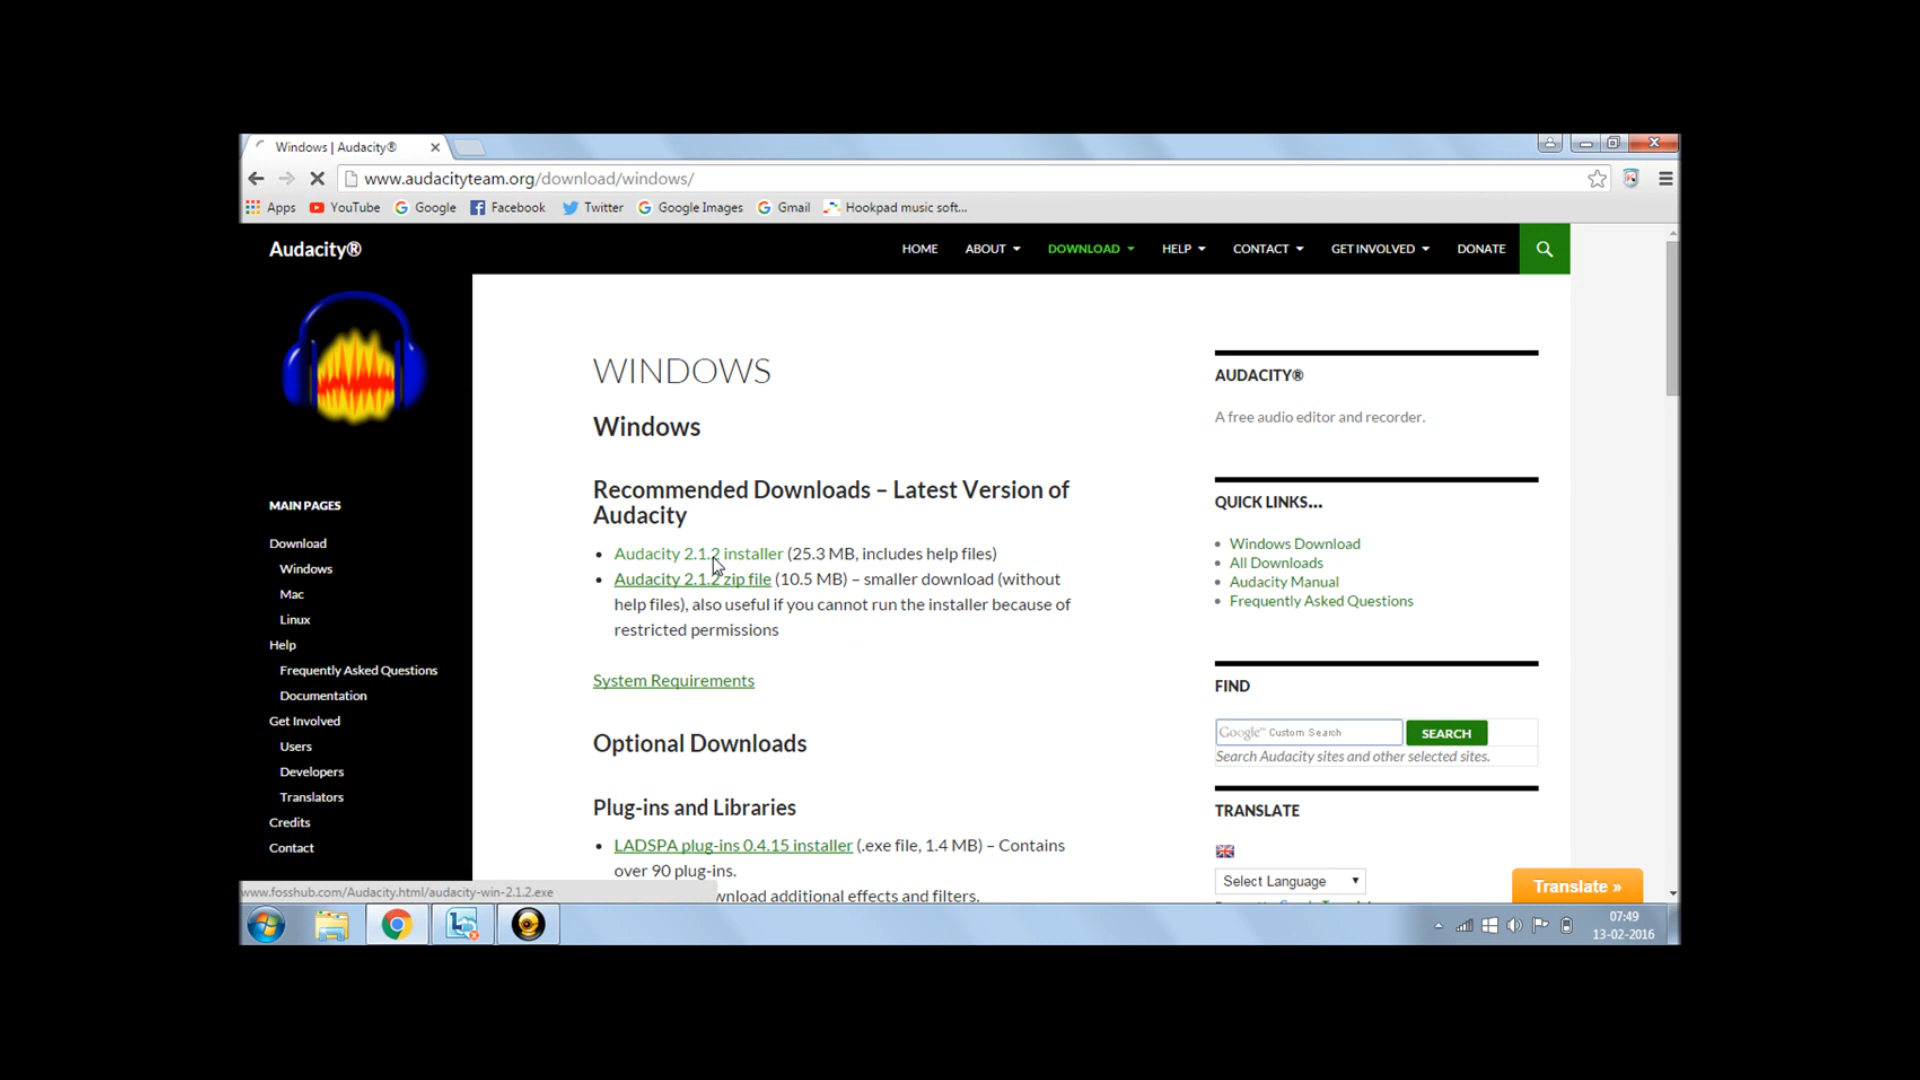 Windows | Audacity®
www.audacityteam.org/download/windows/
Apps YouTube Google Facebook Twitter Google Images Gmail Hookpad music soft...
Audacity®
HOME ABOUT DOWNLOAD HELP CONTACT GET INVOLVED DONATE
MAIN PAGES
Download
Windows
Mac
Linux
Help
Frequently Asked Questions
Documentation
Get Involved
Users
Developers
Translators
Credits
Contact
WINDOWS
Windows
Recommended Downloads – Latest Version of
Audacity
Audacity 2.1.2 installer (25.3 MB, includes help files)
Audacity 2.1.2 zip file (10.5 MB) – smaller download (without
help files), also useful if you cannot run the installer because of
restricted permissions
System Requirements
Optional Downloads
Plug-ins and Libraries
LADSPA plug-ins 0.4.15 installer (.exe file, 1.4 MB) – Contains
over 90 plug-ins.
wnload additional effects and filters.
AUDACITY®
A free audio editor and recorder.
QUICK LINKS...
Windows Download
All Downloads
Audacity Manual
Frequently Asked Questions
FIND
Google™ Custom Search SEARCH
Search Audacity sites and other selected sites.
TRANSLATE
Select Language
Translate »
www.fosshub.com/Audacity.html/audacity-win-2.1.2.exe
07:49
13-02-2016